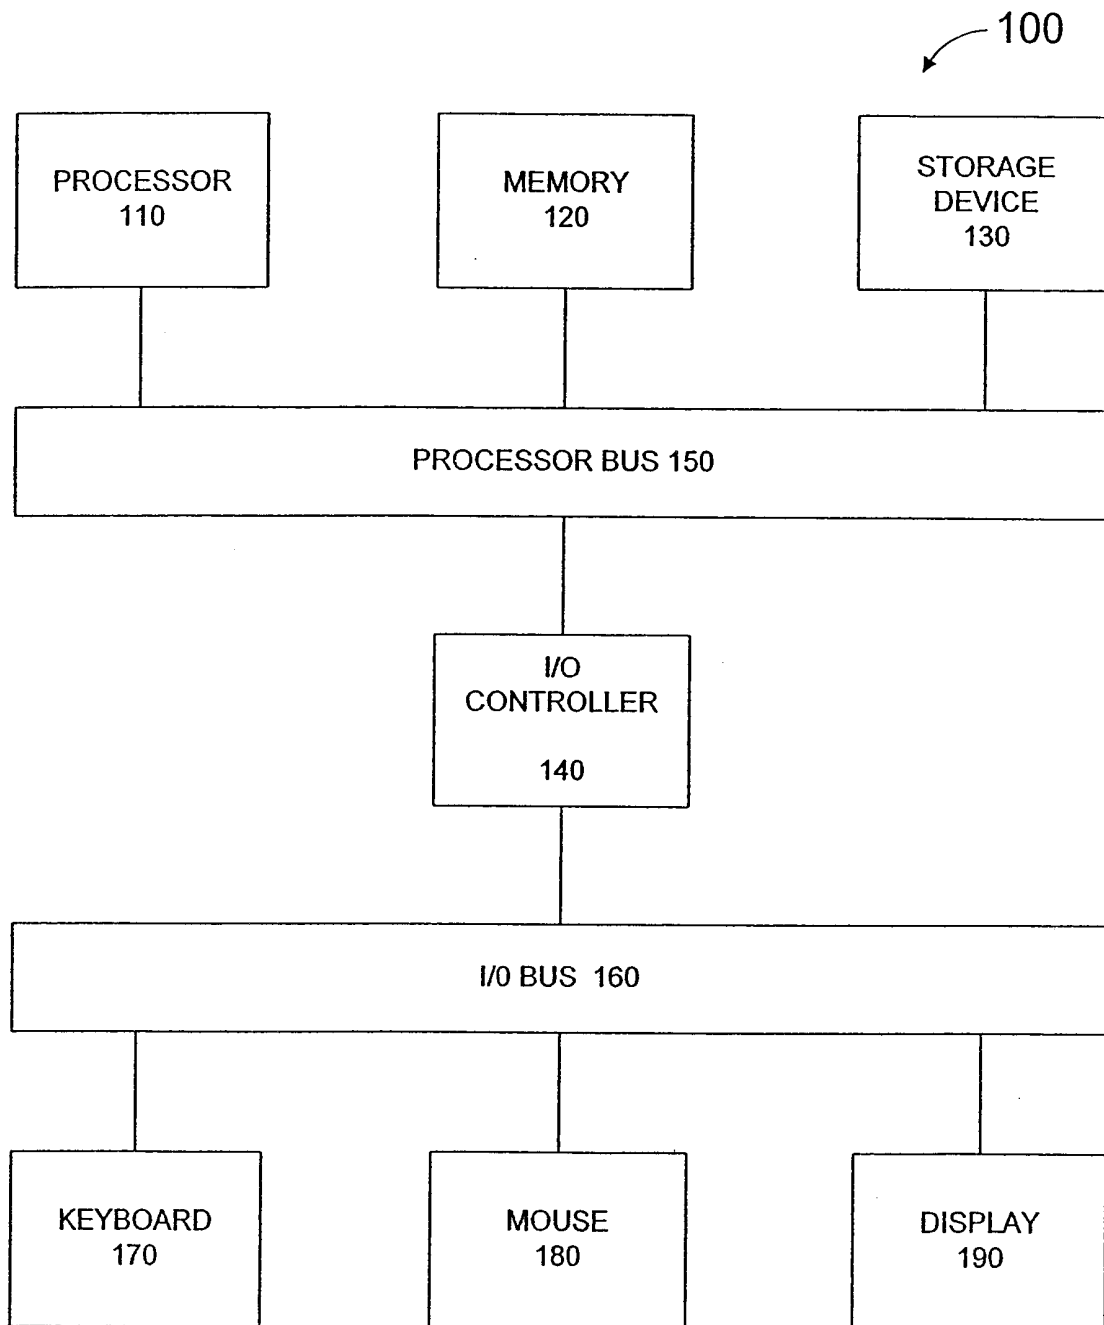 100
PROCESSOR
110
MEMORY
120
STORAGE
DEVICE
130
PROCESSOR BUS 150
I/O
CONTROLLER
140
I/0 BUS 160
KEYBOARD
170
MOUSE
180
DISPLAY
190